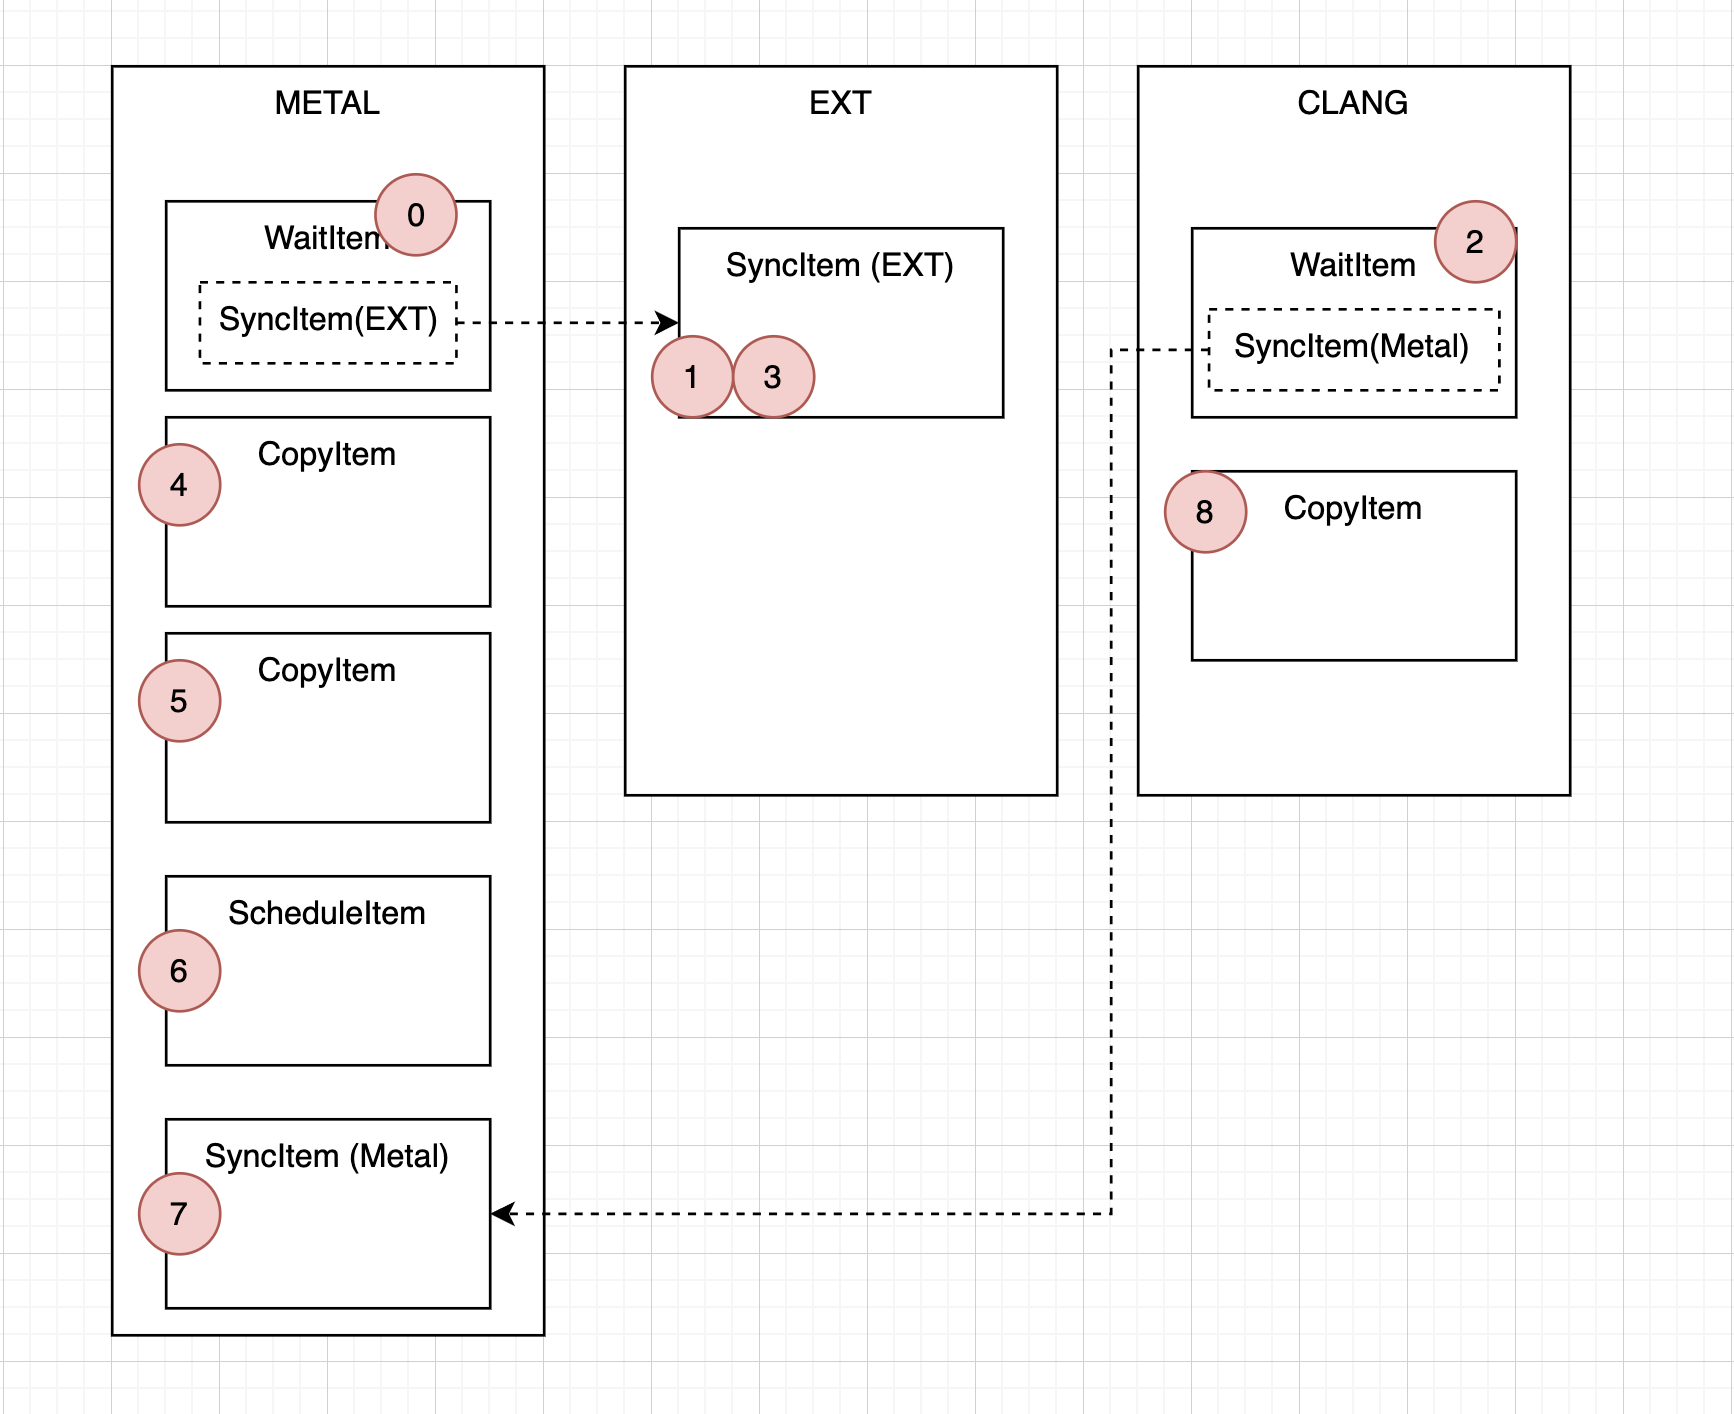 METAL
WaitItem
0
SyncItem(EXT)
CopyItem
4
CopyItem
5
ScheduleItem
6
SyncItem (Metal)
7
EXT
SyncItem (EXT)
1
3
CLANG
WaitItem
2
SyncItem(Metal)
CopyItem
8